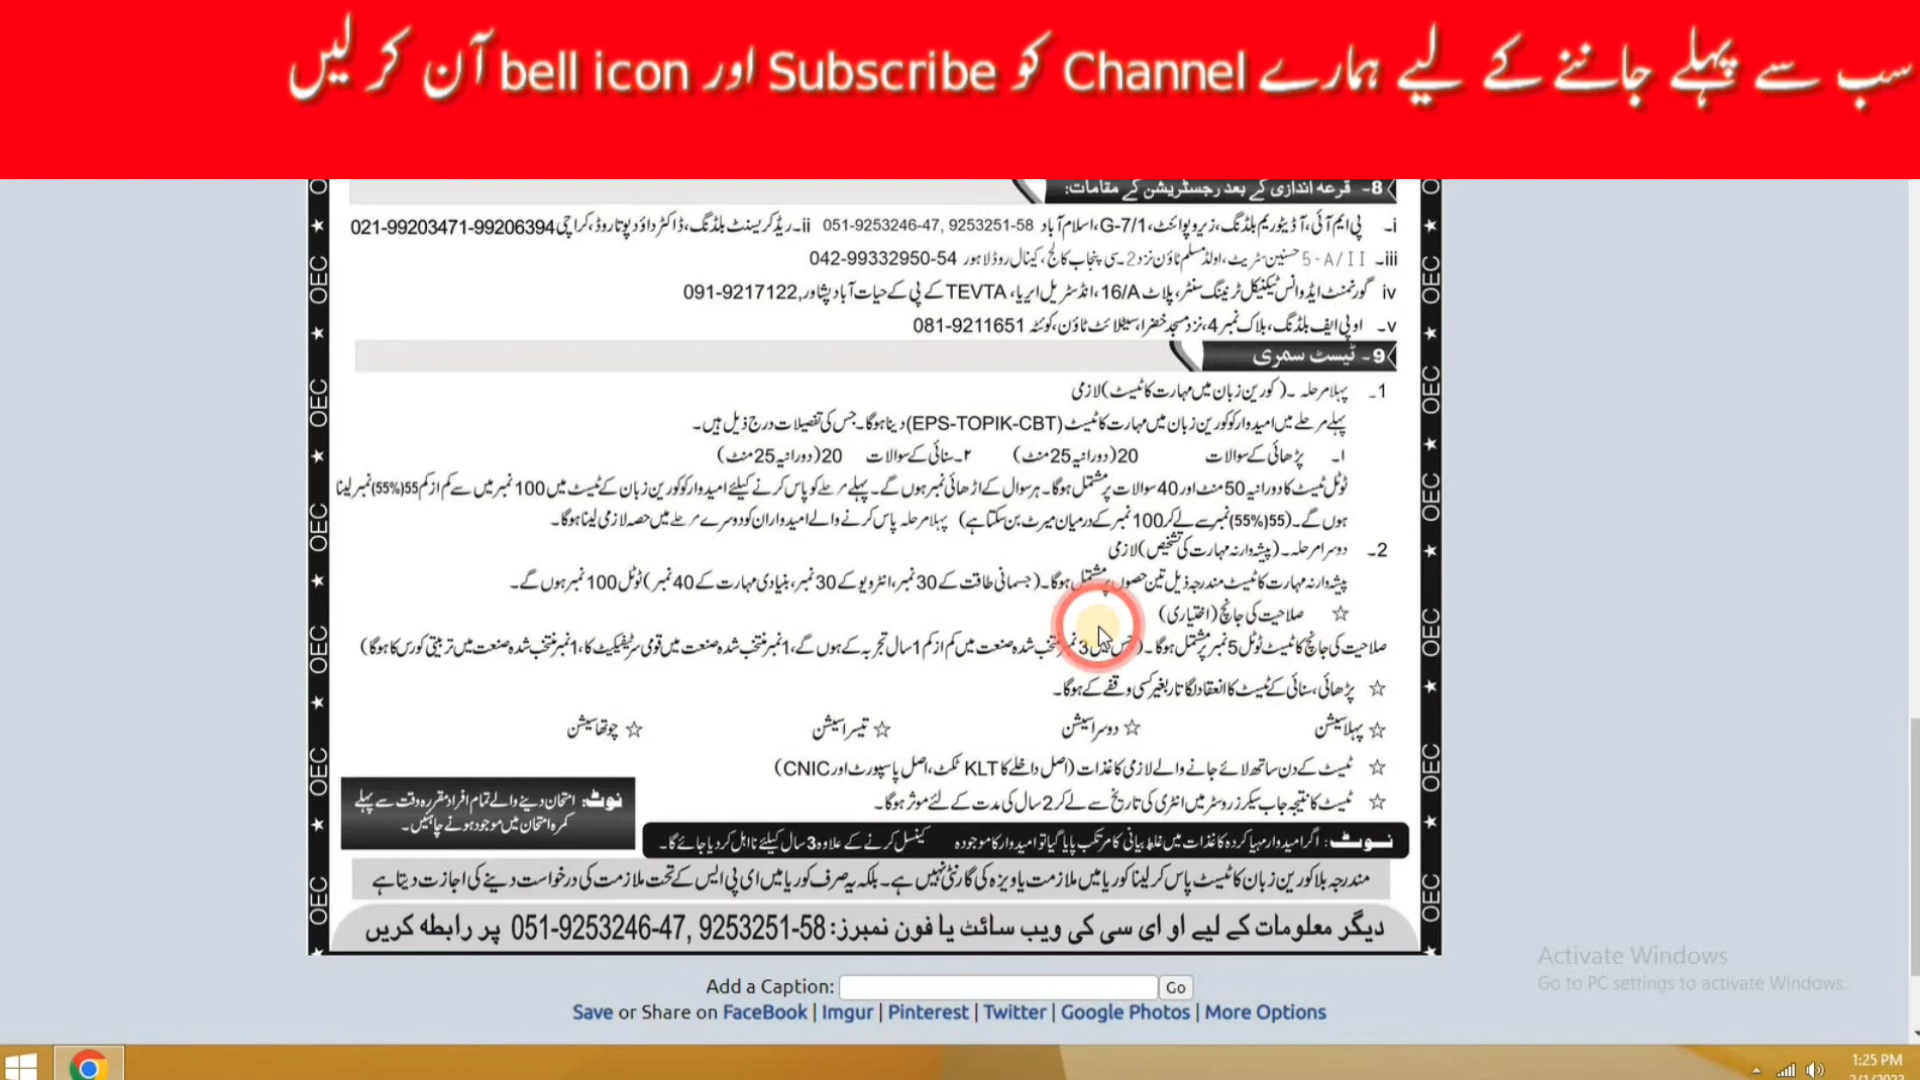 سب سے پہلے جاننے کے لیے ہمارے Channel کو Subscribe اور bell icon آن کر لیں
8- قرعہ اندازی کے بعد رجسٹریشن کے مقامات:
i۔ پی ایم آئی، آڈیٹوریم بلڈنگ، زیرو پوائنٹ، G-7/1، اسلام آباد 051-9253246-47, 9253251-58 ii۔ ریڈ کریسنٹ بلڈنگ، ڈاکٹر داؤد پوتا روڈ، کراچی 021-99203471-99206394
iii۔ 5-A/II حسنین سٹریٹ، اولڈ مسلم ٹاؤن نزد 2۔سی پنجاب کالج، کینال روڈ لاہور 042-99332950-54
iv گورنمنٹ ایڈوانس ٹیکنیکل ٹریننگ سنٹر، پلاٹ 16/A، انڈسٹریل ایریا، TEVTA کے پی کے حیات آباد پشاور, 091-9217122
v۔ او پی ایف بلڈنگ، بلاک نمبر 4، نزد مسجد خضرا، سیٹلائٹ ٹاؤن، کوئٹہ 081-9211651
9۔ ٹیسٹ سمری
1۔ پہلا مرحلہ ۔ (کورین زبان میں مہارت کا ٹیسٹ) لازمی
پہلے مرحلے میں امیدوار کو کورین زبان میں مہارت کا ٹیسٹ (EPS-TOPIK-CBT) دینا ہوگا۔ جس کی تفصیلات درج ذیل ہیں۔
۱۔ پڑھائی کے سوالات 20 (دورانیہ 25 منٹ) ۲۔ سنائی کے سوالات 20 (دورانیہ 25 منٹ)
ٹوٹل ٹیسٹ کا دورانیہ 50 منٹ اور 40 سوالات پر مشتمل ہوگا۔ ہر سوال کے اڑھائی نمبر ہوں گے۔ پہلے مرحلے کو پاس کرنے کیلئے امیدوار کو کورین زبان کے ٹیسٹ میں 100 نمبر میں سے کم از کم 55 (55%) نمبر لینا
ہوں گے۔ (55 (55%) نمبر سے لے کر 100 نمبر کے درمیان میرٹ بن سکتا ہے) پہلا مرحلہ پاس کرنے والے امیدواران کو دوسرے مرحلے میں حصہ لازمی لینا ہوگا۔
2۔ دوسرا مرحلہ ۔ (پیشہ وارنہ مہارت کی تشخیص) لازمی
پیشہ وارنہ مہارت کا ٹیسٹ مندرجہ ذیل تین حصوں پر مشتمل ہوگا۔ (جسمانی طاقت کے 30 نمبر، انٹرویو کے 30 نمبر، بنیادی مہارت کے 40 نمبر) ٹوٹل 100 نمبر ہوں گے۔
☆ صلاحیت کی جانچ (اختیاری)
صلاحیت کی جانچ کا ٹیسٹ ٹوٹل 5 نمبر پر مشتمل ہوگا۔ (جس میں 3 نمبر منتخب شدہ صنعت میں کم از کم 1 سال تجربہ کے ہوں گے، 1 نمبر منتخب شدہ صنعت میں قومی سرٹیفکیٹ کا، 1 نمبر منتخب شدہ صنعت میں تربیتی کورس کا ہوگا)
☆ پڑھائی، سنائی کے ٹیسٹ کا انعقاد لگاتار بغیر کسی وقفے کے ہوگا۔
☆ پہلا سیشن ☆ دوسرا سیشن ☆ تیسرا سیشن ☆ چوتھا سیشن
☆ ٹیسٹ کے دن ساتھ لائے جانے والے لازمی کاغذات (اصل داخلے کا KLT ٹکٹ، اصل پاسپورٹ اور CNIC)
☆ ٹیسٹ کا نتیجہ جاب سیکرز روسٹر میں انٹری کی تاریخ سے لے کر 2 سال کی مدت کے لئے موثر ہوگا۔
نوٹ: امتحان دینے والے تمام افراد مقررہ وقت سے پہلے
کمرہ امتحان میں موجود ہونے چاہئیں۔
نوٹ: اگر امیدوار مہیا کردہ کاغذات میں غلط بیانی کا مرتکب پایا گیا تو امیدوار کا موجودہ کینسل کرنے کے علاوہ 3 سال کیلئے نااہل کر دیا جائے گا۔
مندرجہ بالا کورین زبان کا ٹیسٹ پاس کر لینا کوریا میں ملازمت یا ویزہ کی گارنٹی نہیں ہے۔ بلکہ یہ صرف کوریا میں ای پی ایس کے تحت ملازمت کی درخواست دینے کی اجازت دیتا ہے
دیگر معلومات کے لیے او ای سی کی ویب سائٹ یا فون نمبرز: 051-9253246-47, 9253251-58 پر رابطہ کریں
OEC OEC OEC OEC OEC OEC
OEC OEC OEC OEC OEC OEC
Add a Caption: Go
Save or Share on FaceBook | Imgur | Pinterest | Twitter | Google Photos | More Options
Activate Windows
Go to PC settings to activate Windows.
1:25 PM